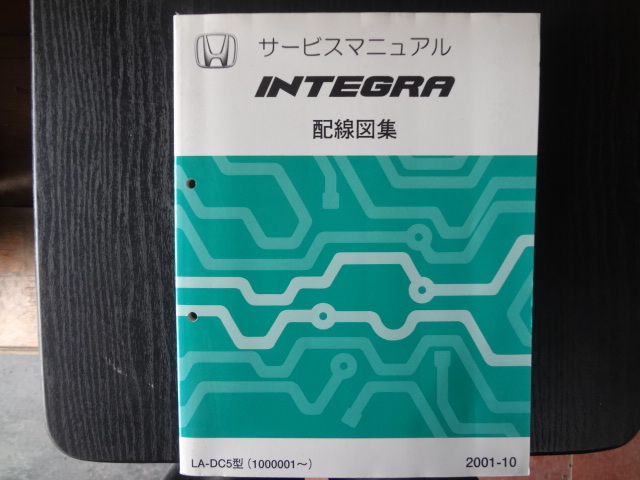 サービスマニュアル
INTEGRA
配線図集
LA-DC5型 (1000001～)
2001-10